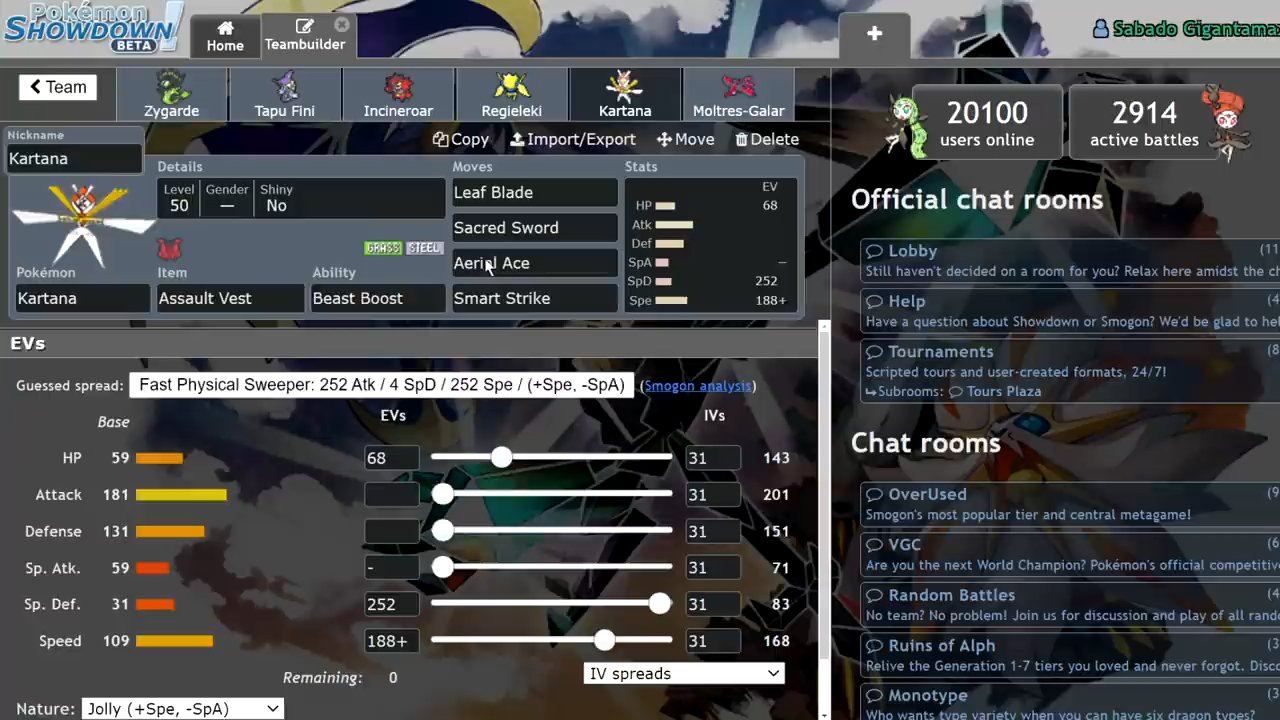 Pokémon
SHOWDOWN!
BETA
Home
Teambuilder
+
Sabado Gigantamax
Team
Zygarde
Tapu Fini
Incineroar
Regieleki
Kartana
Moltres-Galar
Nickname
Kartana
Copy
Import/Export
Move
Delete
Details
Level
50
Gender
—
Shiny
No
GRASS STEEL
Pokémon
Kartana
Item
Assault Vest
Ability
Beast Boost
Moves
Leaf Blade
Sacred Sword
Aerial Ace
Smart Strike
Stats
EV
HP 68
Atk
Def
SpA –
SpD 252
Spe 188+
EVs
Guessed spread: Fast Physical Sweeper: 252 Atk / 4 SpD / 252 Spe / (+Spe, -SpA) (Smogon analysis)
Base EVs IVs
HP 59 68 31 143
Attack 181 31 201
Defense 131 31 151
Sp. Atk. 59 - 31 71
Sp. Def. 31 252 31 83
Speed 109 188+ 31 168
Remaining: 0
IV spreads
Nature: Jolly (+Spe, -SpA)
20100
users online
2914
active battles
Official chat rooms
Lobby (11
Still haven't decided on a room for you? Relax here amidst the ch
Help (4
Have a question about Showdown or Smogon? We'd be glad to hel
Tournaments (8
Scripted tours and user-created formats, 24/7!
Subrooms: Tours Plaza
Chat rooms
OverUsed (9
Smogon's most popular tier and central metagame!
VGC (6
Are you the next World Champion? Pokémon's official competitive
Random Battles (4
No team? No problem! Join us for discussion and play of all rando
Ruins of Alph (3
Relive the Generation 1-7 tiers you loved and never forgot. Disc
Monotype (3
Who wants type variety when you can have six dragon types?